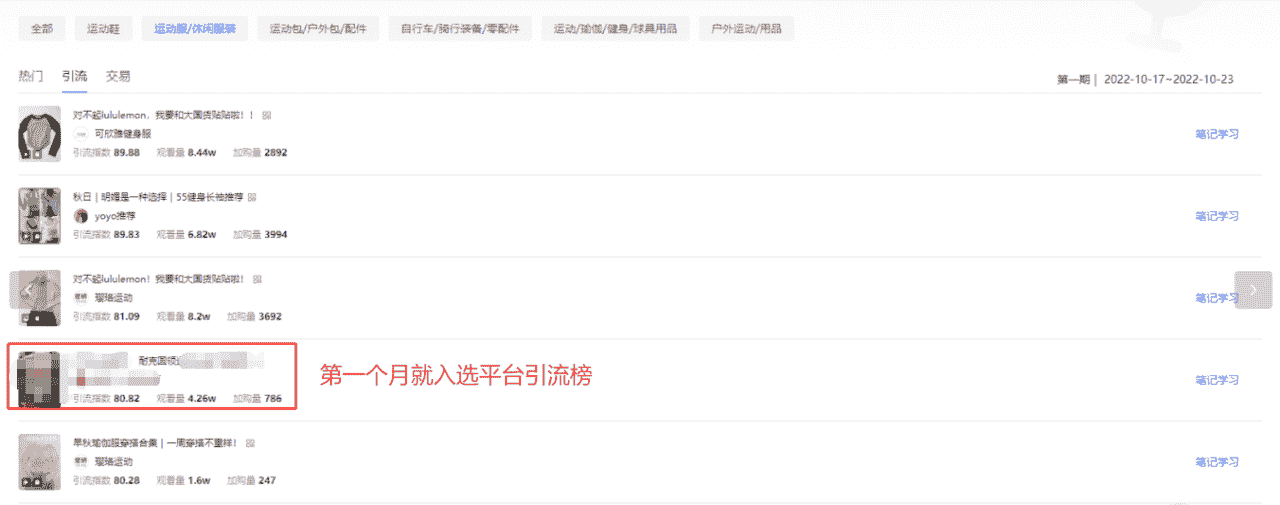 全部 运动鞋 运动服/休闲服装 运动包/户外包/配件 自行车/骑行装备/零配件 运动/瑜伽/健身/球具用品 户外运动/用品
热门 引流 交易
第一期 | 2022-10-17~2022-10-23
对不起lululemon，我要和大国货贴贴啦！！
可欣雅健身服
引流指数 89.88 观看量 8.44w 加购量 2892
笔记学习
秋日 | 明媚是一种选择 | 55健身长袖推荐
yoyo推荐
引流指数 89.83 观看量 6.82w 加购量 3994
笔记学习
对不起lululemon！我要和大国货贴贴啦！
璎珞运动
引流指数 81.09 观看量 8.2w 加购量 3692
笔记学习
耐克圆领
引流指数 80.82 观看量 4.26w 加购量 786
第一个月就入选平台引流榜
笔记学习
早秋瑜伽服穿搭合集 | 一周穿搭不重样！
璎珞运动
引流指数 80.28 观看量 1.6w 加购量 247
笔记学习